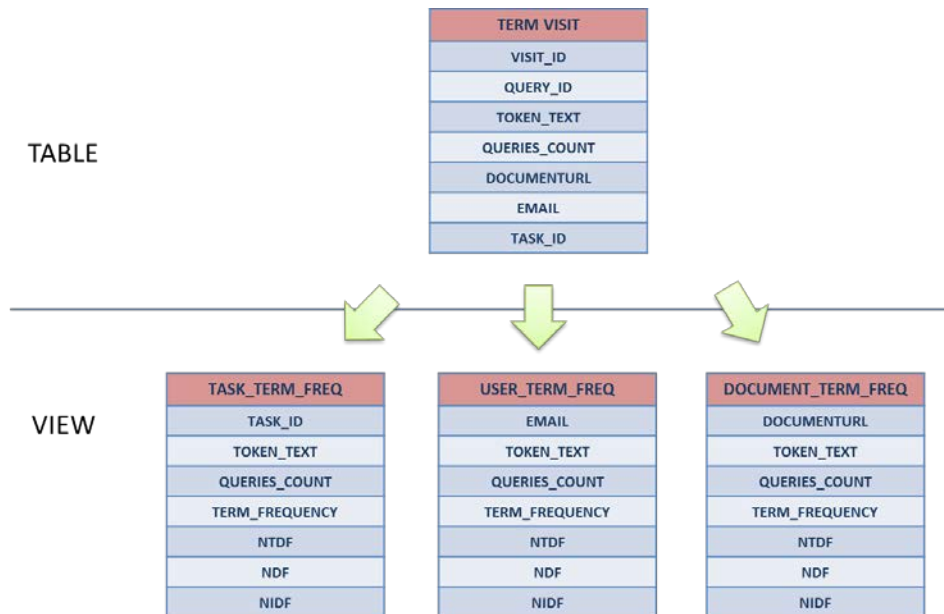 TERM VISIT
VISIT_ID
QUERY_ID
TOKEN_TEXT
QUERIES_COUNT
DOCUMENTURL
EMAIL
TASK_ID
TABLE
VIEW
TASK_TERM_FREQ
TASK_ID
TOKEN_TEXT
QUERIES_COUNT
TERM_FREQUENCY
NTDF
NDF
NIDF
USER_TERM_FREQ
EMAIL
TOKEN_TEXT
QUERIES_COUNT
TERM_FREQUENCY
NTDF
NDF
NIDF
DOCUMENT_TERM_FREQ
DOCUMENTURL
TOKEN_TEXT
QUERIES_COUNT
TERM_FREQUENCY
NTDF
NDF
NIDF